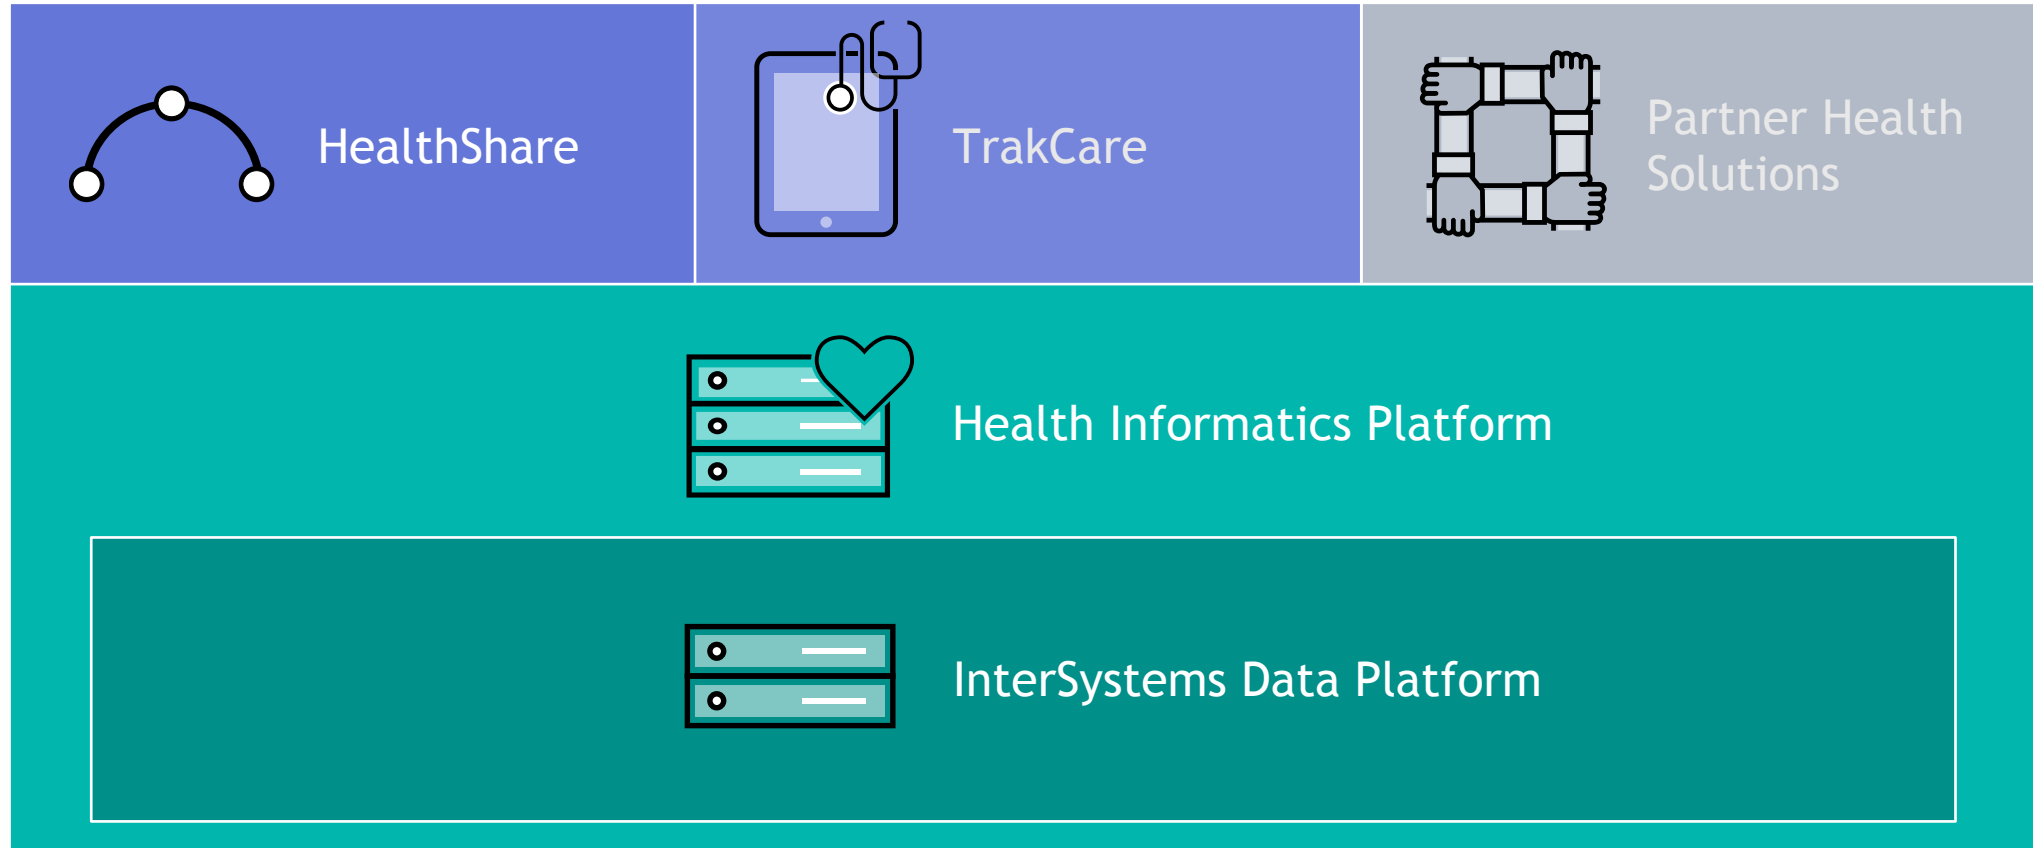 HealthShare
TrakCare
Partner Health
Solutions
Health Informatics Platform
InterSystems Data Platform